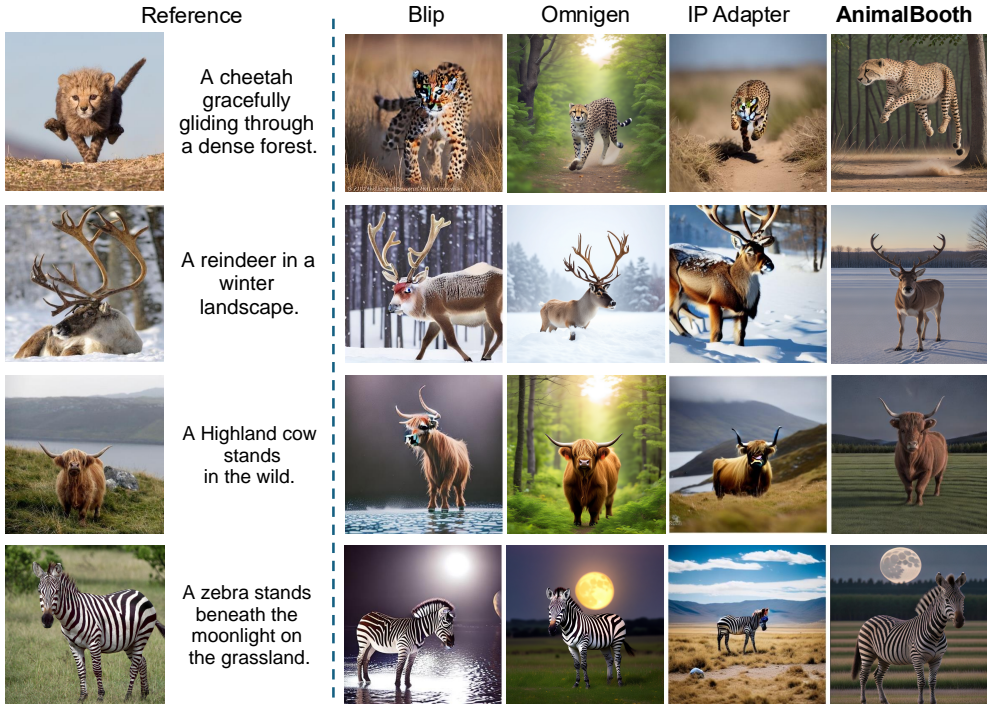 Reference
Blip
Omnigen
IP Adapter
AnimalBooth
A cheetah
gracefully
gliding through
a dense forest.
A reindeer in a
winter
landscape.
A Highland cow
stands
in the wild.
A zebra stands
beneath the
moonlight on
the grassland.